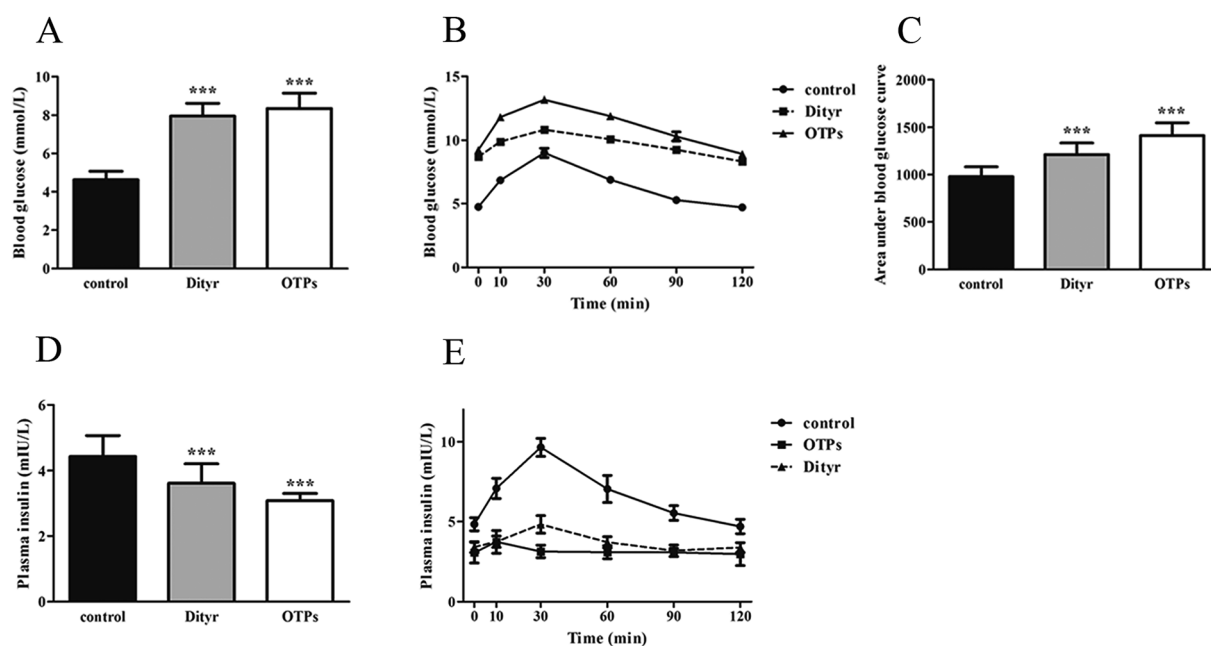 A
Blood glucose (mmol/L)
10
8
6
4
2
0
***
***
control
Dityr
OTPs
B
Blood glucose (mmol/L)
15
10
5
0
0
10
30
60
90
120
Time (min)
control
Dityr
OTPs
C
Area under blood glucose curve
2000
1500
1000
500
0
***
***
control
Dityr
OTPs
D
Plasma insulin (mIU/L)
6
4
2
0
***
***
control
Dityr
OTPs
E
Plasma insulin (mIU/L)
10
5
0
0
10
30
60
90
120
Time (min)
control
OTPs
Dityr